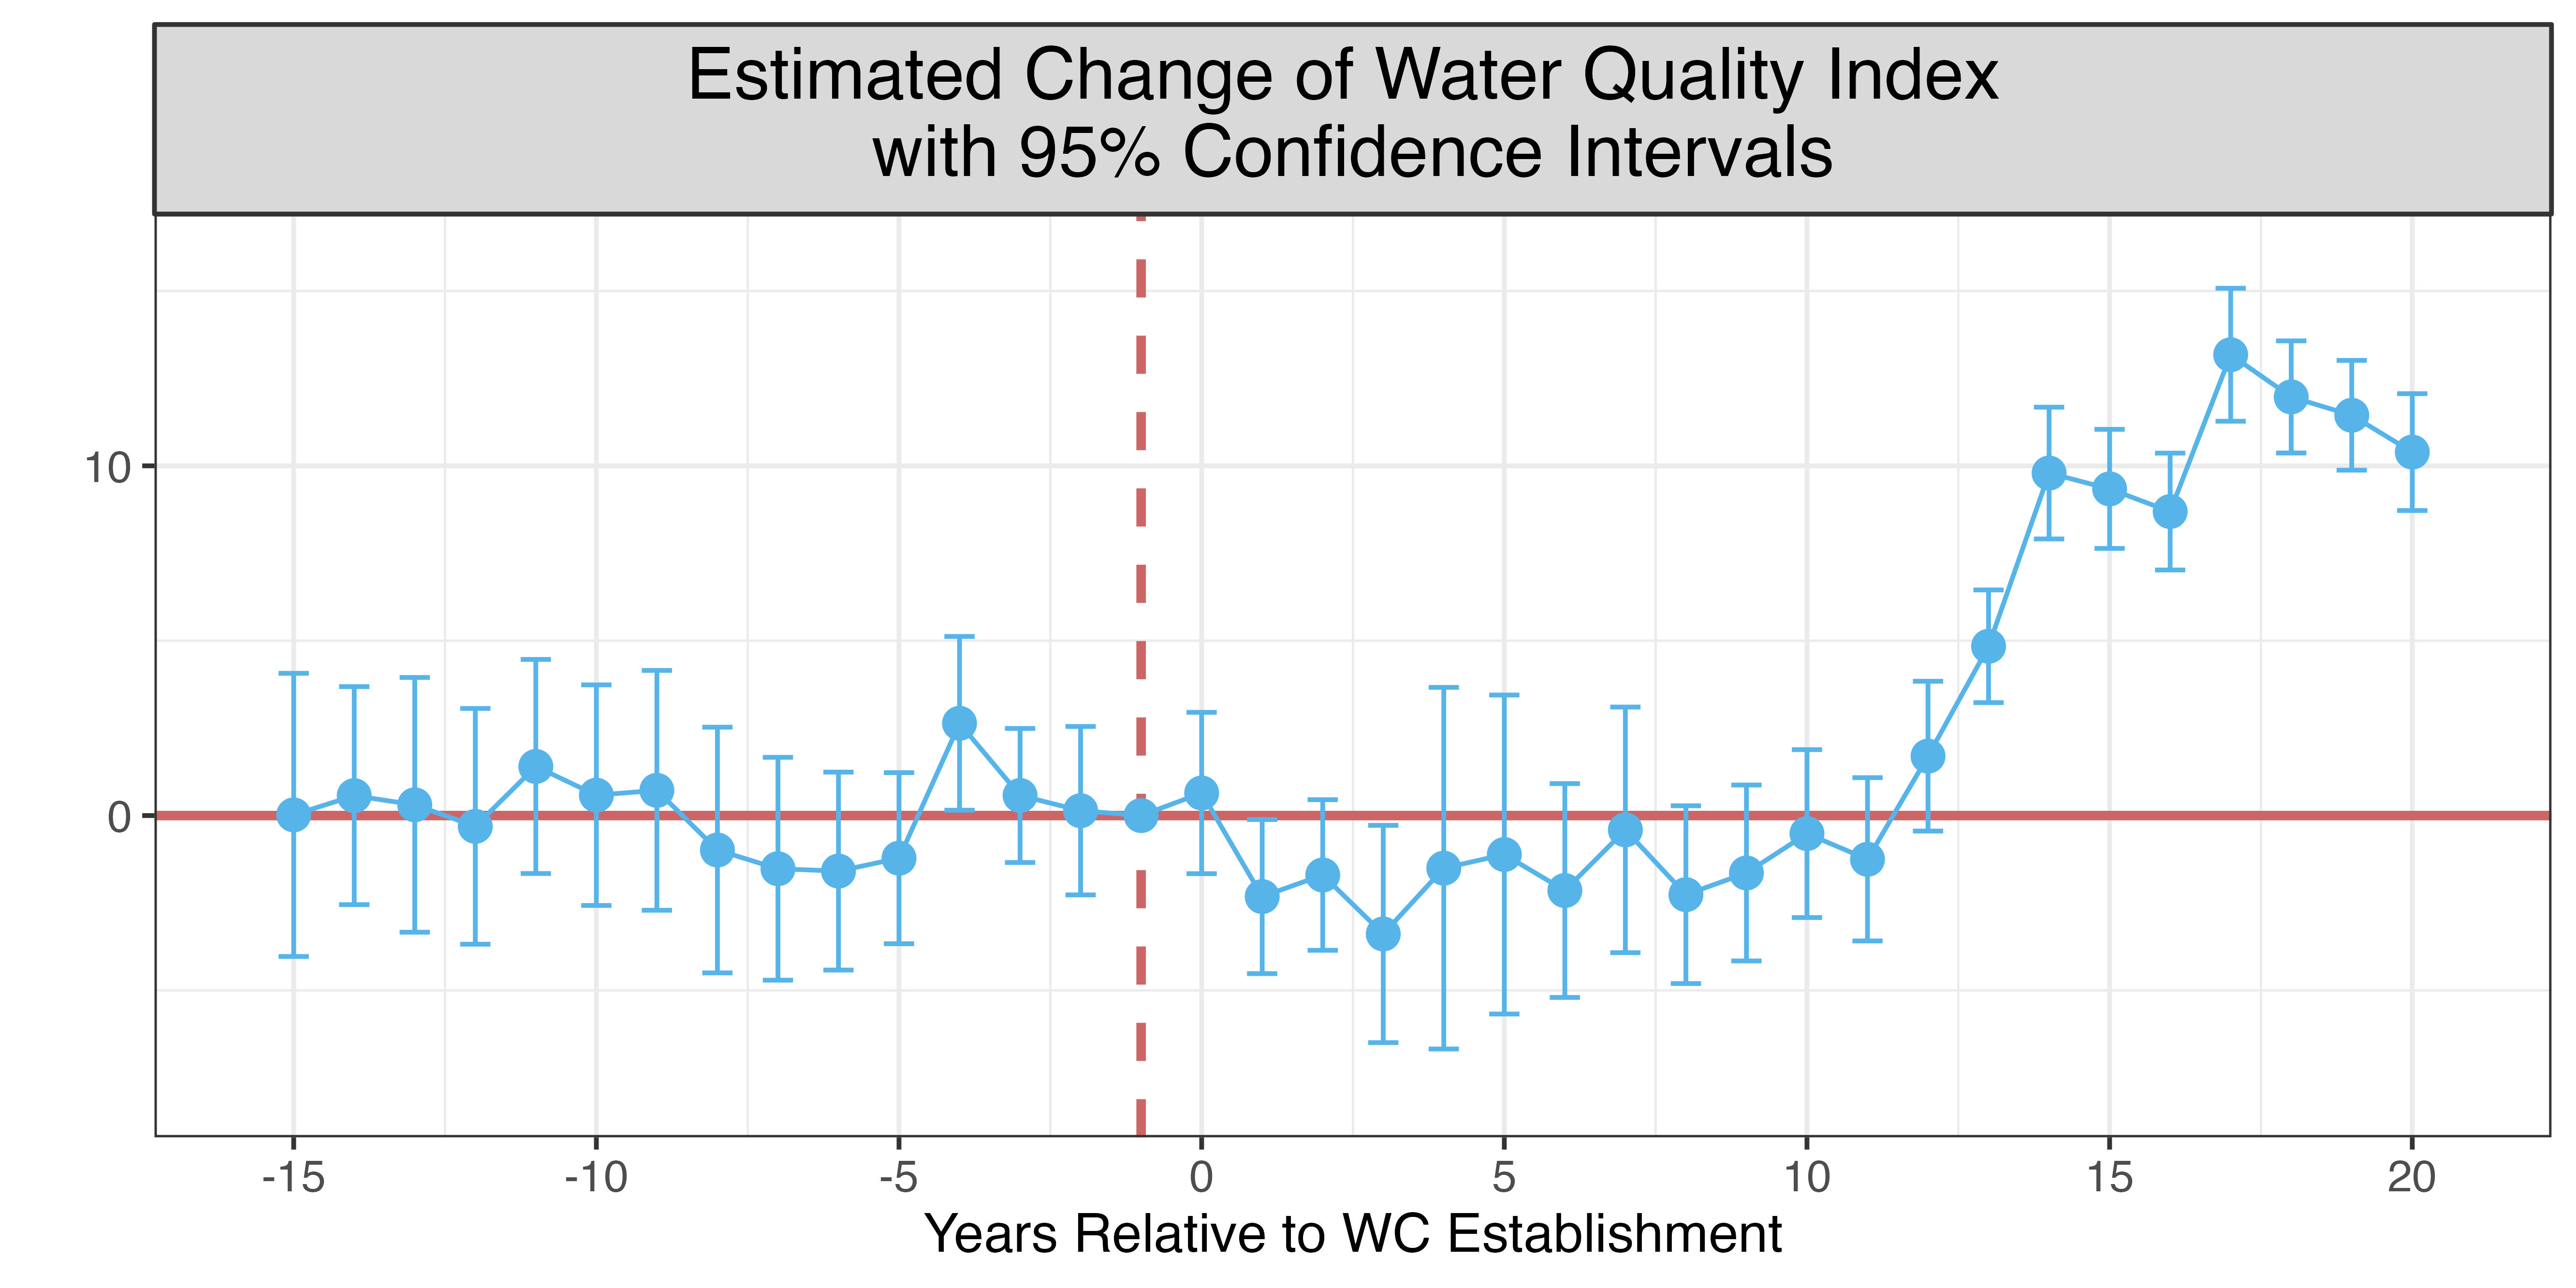 Estimated Change of Water Quality Index
with 95% Confidence Intervals
10
0
-15 -10 -5 0 5 10 15 20
Years Relative to WC Establishment